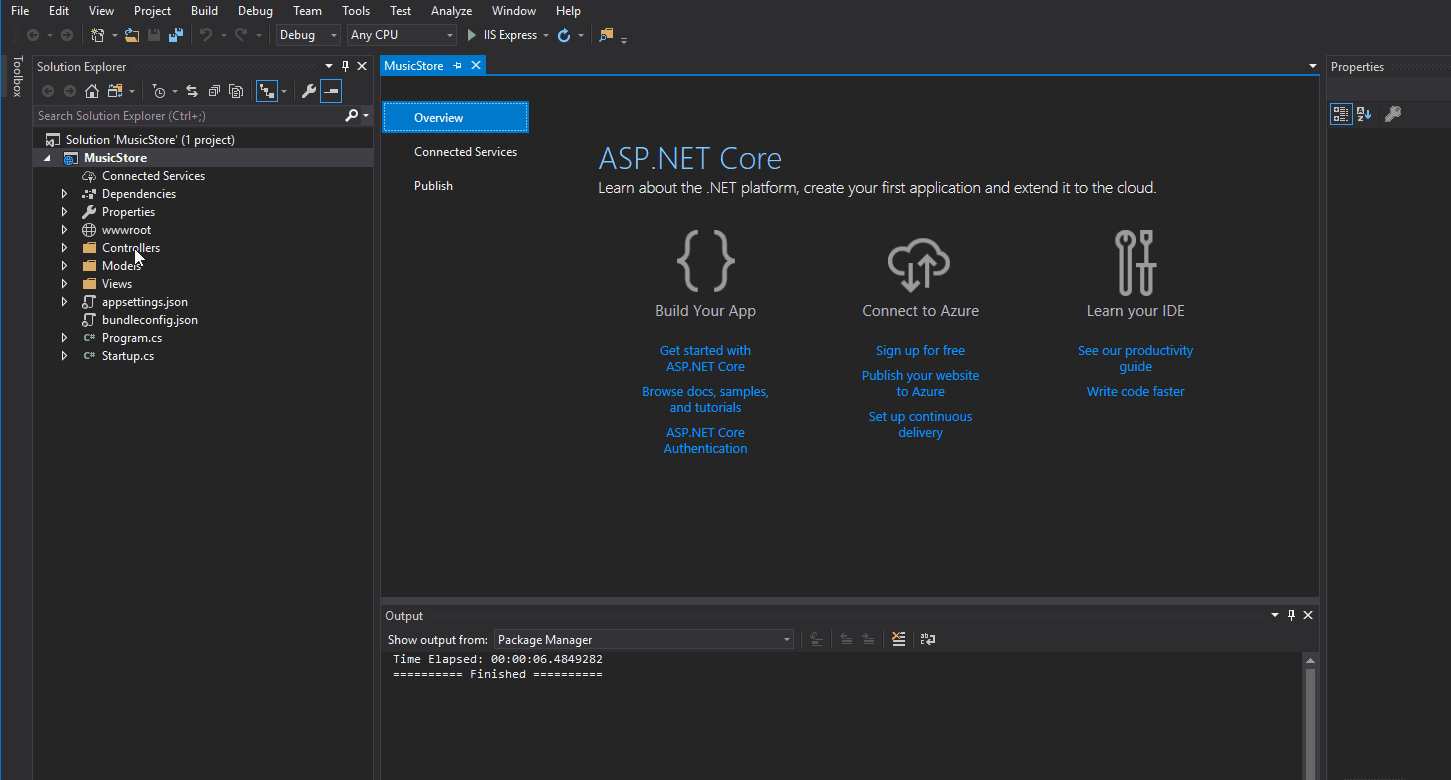 File Edit View Project Build Debug Team Tools Test Analyze Window Help
Debug Any CPU IIS Express
Toolbox
Solution Explorer
Search Solution Explorer (Ctrl+;)
Solution 'MusicStore' (1 project)
MusicStore
Connected Services
Dependencies
Properties
wwwroot
Controllers
Models
Views
appsettings.json
bundleconfig.json
C# Program.cs
C# Startup.cs
MusicStore
Overview
Connected Services
Publish
ASP.NET Core
Learn about the .NET platform, create your first application and extend it to the cloud.
Build Your App
Get started with
ASP.NET Core
Browse docs, samples,
and tutorials
ASP.NET Core
Authentication
Connect to Azure
Sign up for free
Publish your website
to Azure
Set up continuous
delivery
Learn your IDE
See our productivity
guide
Write code faster
Output
Show output from: Package Manager
Time Elapsed: 00:00:06.4849282
========== Finished ==========
Properties